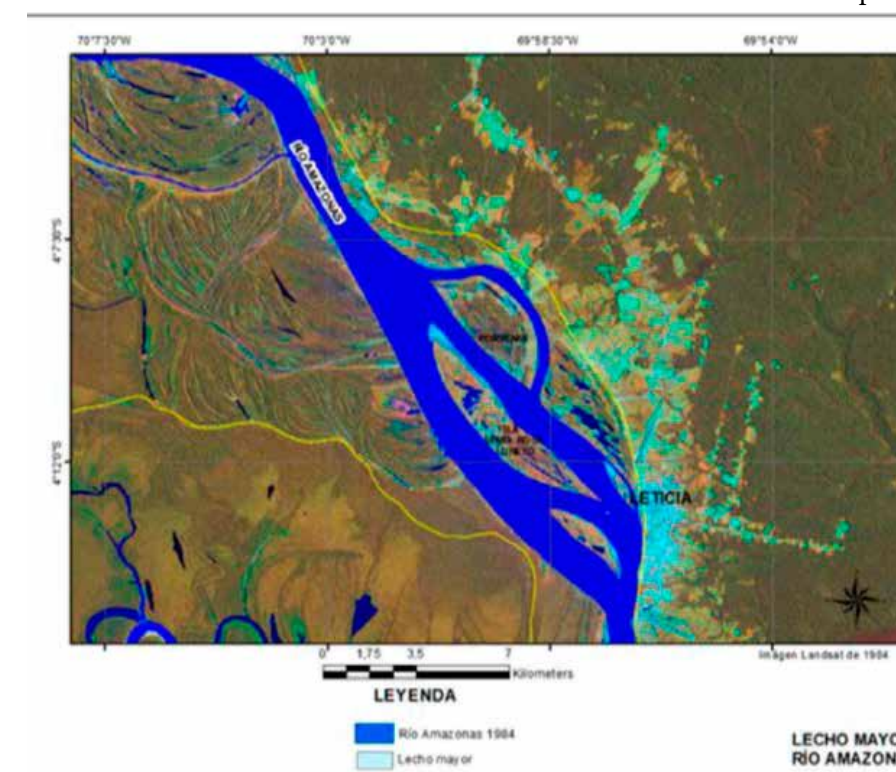 70°7'30"W 70°3'0"W 69°58'30"W 69°54'0"W
RÍO AMAZONAS
4°7'30"S
4°12'0"S
ISLA
LETICIA
Imágen Landsat de 1984
0 1,75 3,5 7
Kilometers
LEYENDA
Río Amazonas 1984
Lecho mayor
LECHO MAYO
RÍO AMAZON